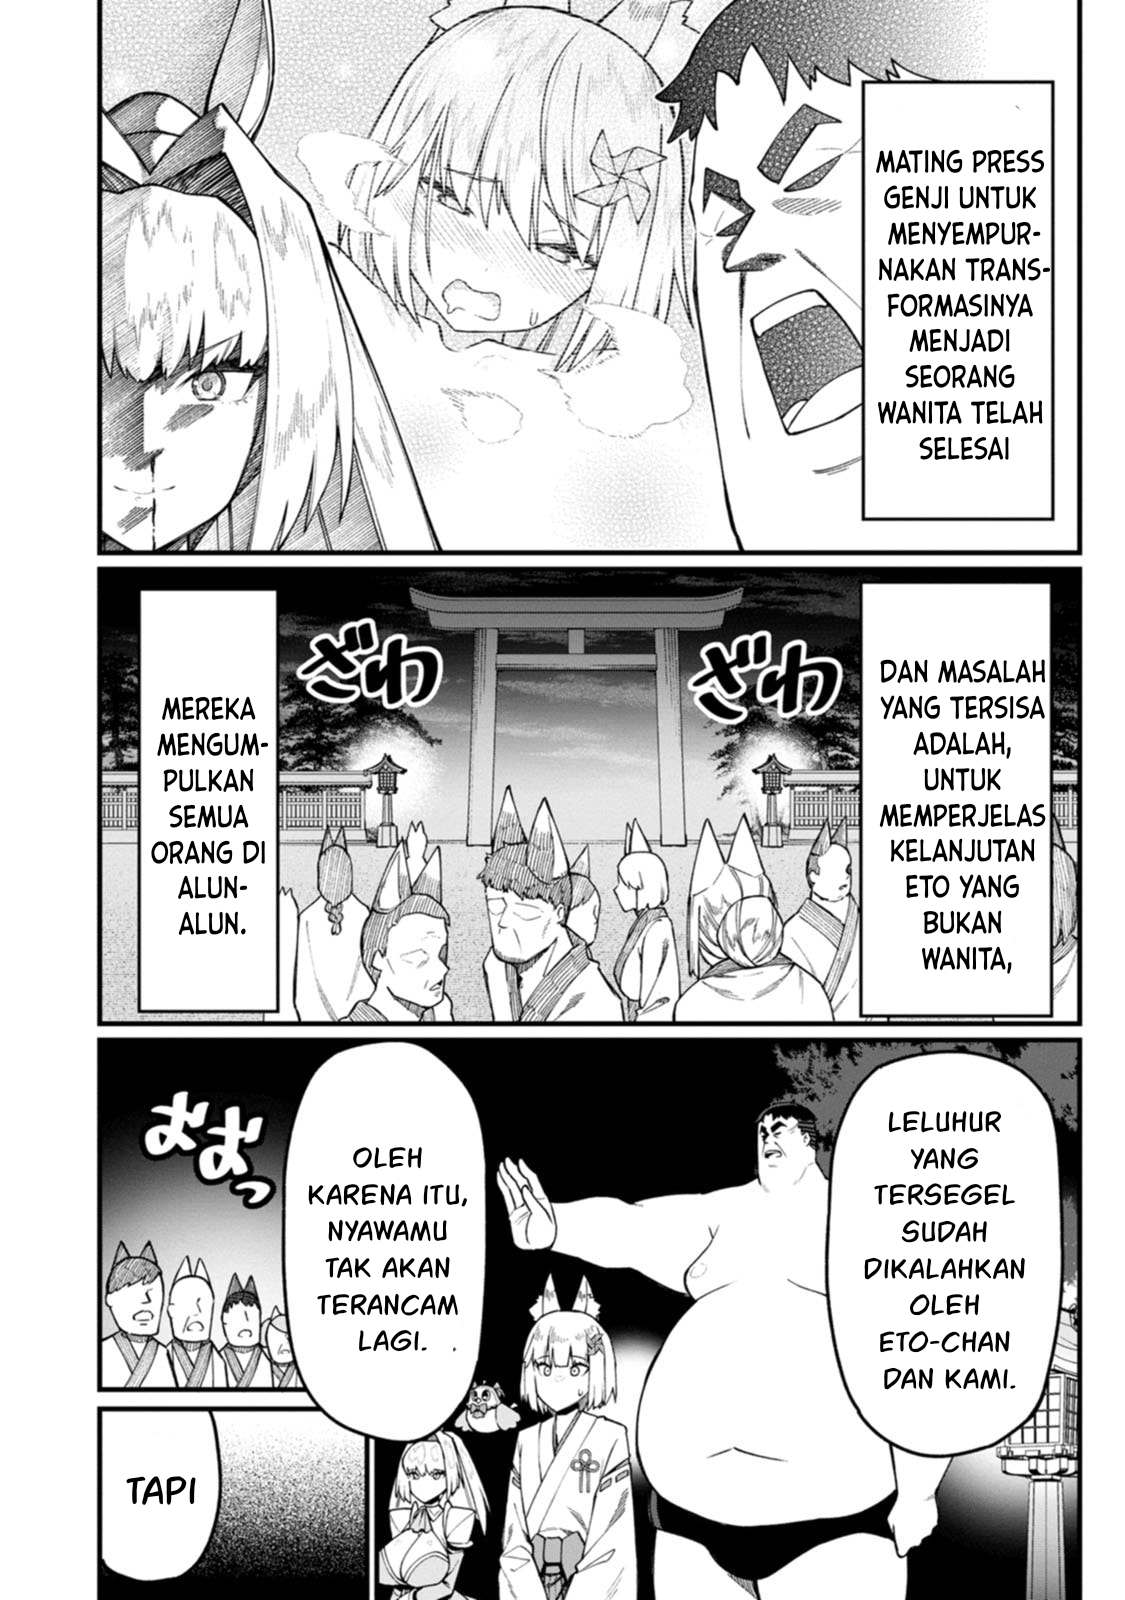 MATING PRESS
GENJI UNTUK
MENYEMPUR-
NAKAN TRANS-
FORMASINYA
MENJADI
SEORANG
WANITA TELAH
SELESAI
DAN MASALAH
YANG TERSISA
ADALAH,
UNTUK
MEMPERJELAS
KELANJUTAN
ETO YANG
BUKAN
WANITA,
ざわ
ざわ
MEREKA
MENGUM-
PULKAN
SEMUA
ORANG DI
ALUN-
ALUN.
LELUHUR
YANG
TERSEGEL
SUDAH
DIKALAHKAN
OLEH
ETO-CHAN
DAN KAMI.
OLEH
KARENA ITU,
NYAWAMU
TAK AKAN
TERANCAM
LAGI.
おおっ
TAPI